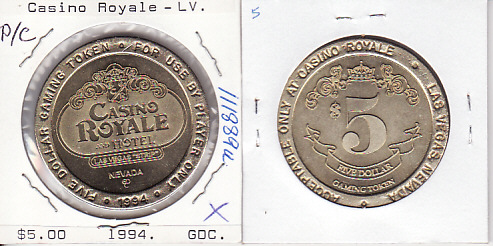 Casino Royale - LV.
P/C
FIVE DOLLAR GAMING TOKEN • FOR USE BY PLAYER ONLY
• 1994 •
CASINO
ROYALE
AND
HOTEL
LAS VEGAS STRIP
NEVADA
X
$5.00 1994. GDC.
5
ACCEPTABLE ONLY AT CASINO ROYALE • LAS VEGAS, NEVADA •
$5
FIVE DOLLAR
GAMING TOKEN